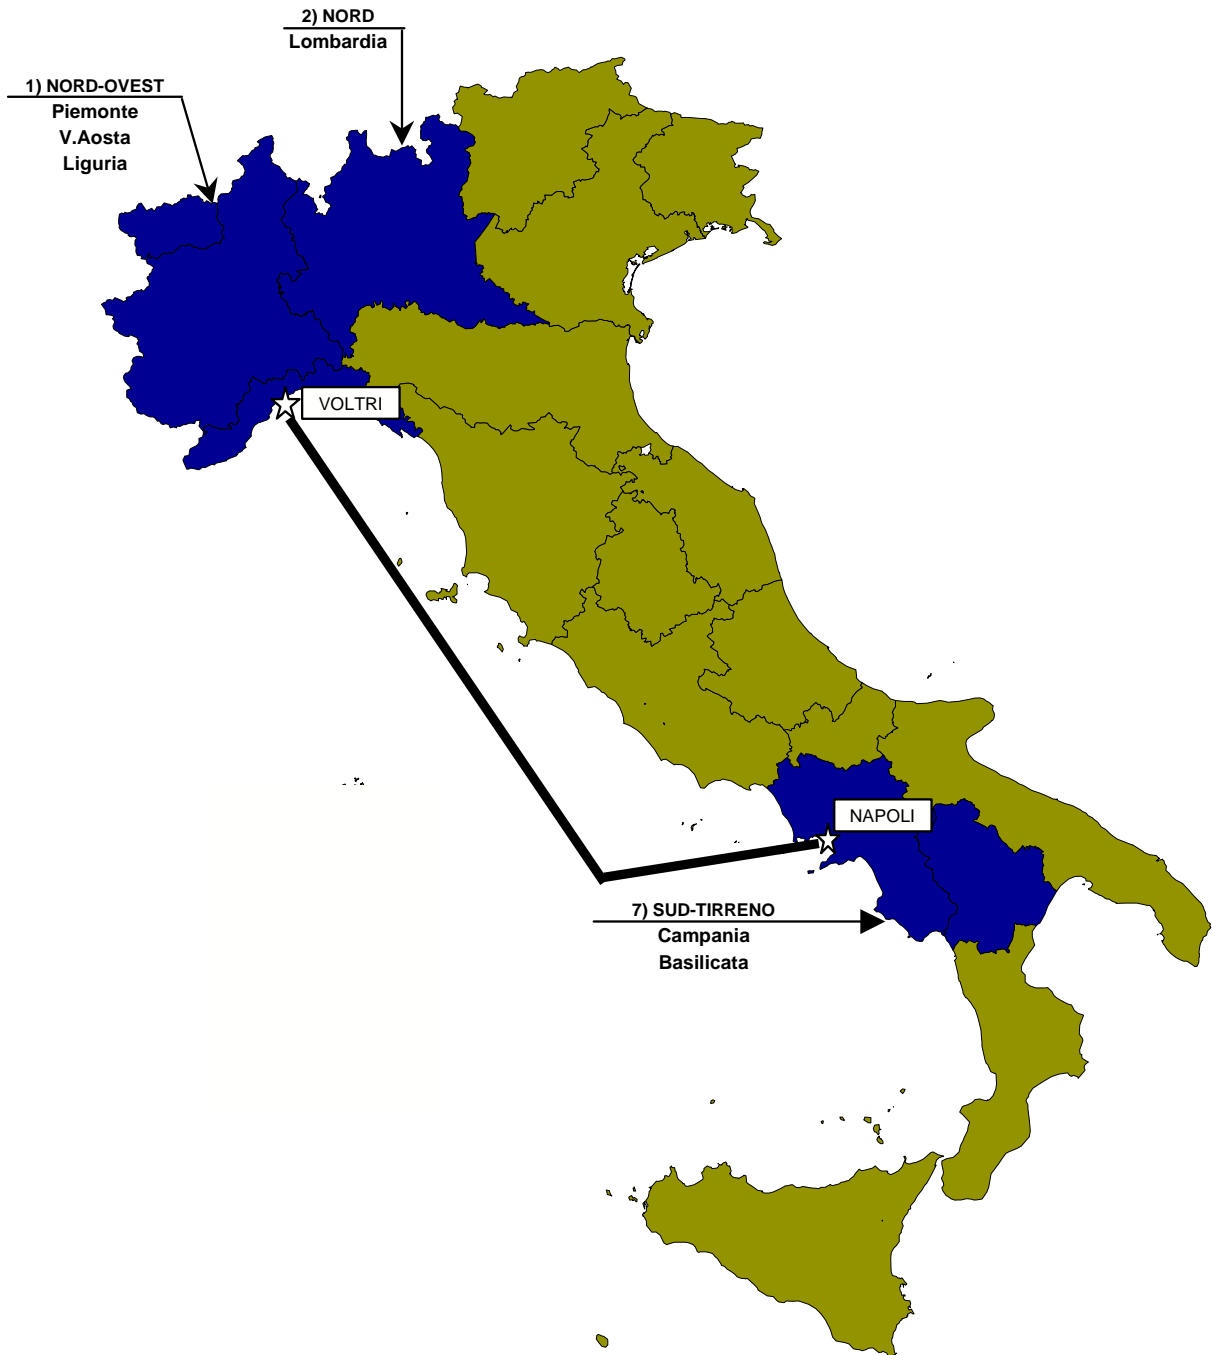 2) NORD
Lombardia
1) NORD-OVEST
Piemonte
V.Aosta
Liguria
VOLTRI
NAPOLI
7) SUD-TIRRENO
Campania
Basilicata